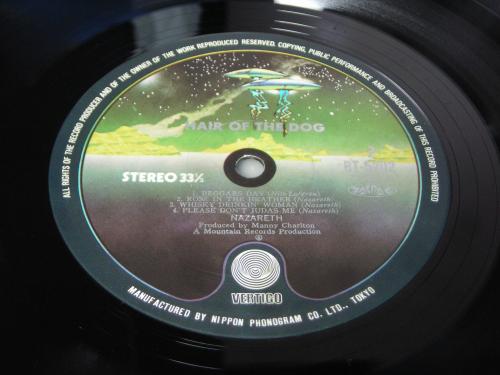 ALL RIGHTS OF THE RECORD PRODUCER AND OF THE OWNER OF THE WORK REPRODUCED RESERVED. COPYING, PUBLIC PERFORMANCE AND BROADCASTING OF THIS RECORD PROHIBITED
HAIR OF THE DOG
STEREO 33⅓
1. BEGGARS DAY (Nils Lofgren)
2. ROSE IN THE HEATHER (Nazareth)
3. WHISKY DRINKIN' WOMAN (Nazareth)
4. PLEASE DON'T JUDAS ME (Nazareth)
NAZARETH
Produced by Manny Charlton
A Mountain Records Production
VERTIGO
MANUFACTURED BY NIPPON PHONOGRAM CO. LTD., TOKYO